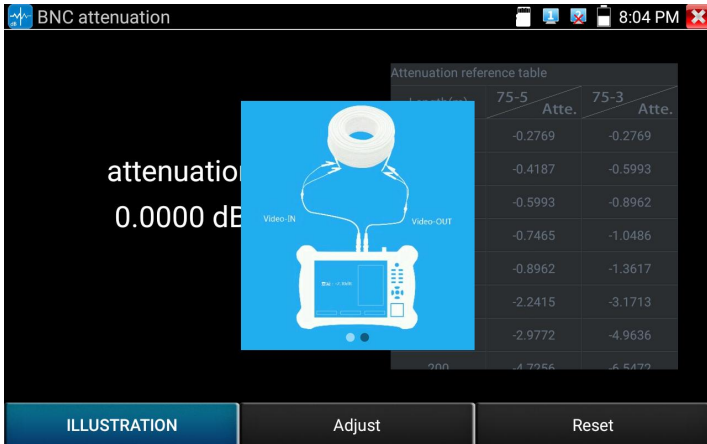 BNC attenuation
8:04 PM
Attenuation reference table
75-5 Atte. 75-3 Atte.
-0.2769 -0.2769
-0.4187 -0.5993
-0.5993 -0.8962
-0.7465 -1.0486
-0.8962 -1.3617
-2.2415 -3.1713
-2.9772 -4.9636
200 -4.7256 -6.5472
attenuatio
0.0000 dB
Video-IN
Video-OUT
ILLUSTRATION
Adjust
Reset